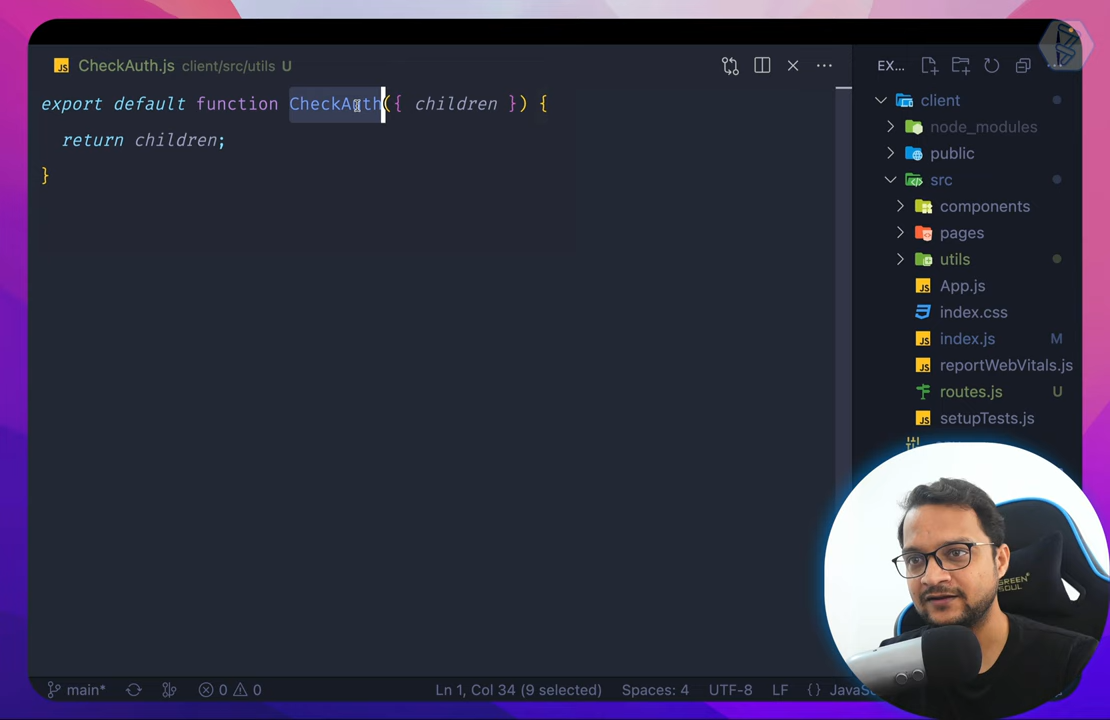 CheckAuth.js client/src/utils U
export default function CheckAuth({ children }) {
return children;
}
EX...
client
node_modules
public
src
components
pages
utils
App.js
index.css
index.js M
reportWebVitals.js
routes.js U
setupTests.js
GREEN
SOUL
main* 0 0 Ln 1, Col 34 (9 selected) Spaces: 4 UTF-8 LF {}